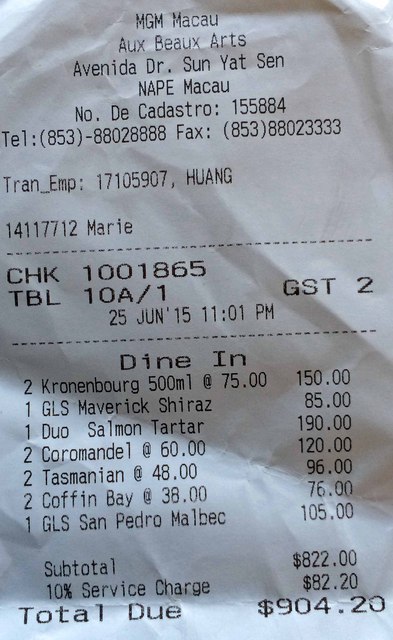 MGM Macau
Aux Beaux Arts
Avenida Dr. Sun Yat Sen
NAPE Macau
No. De Cadastro: 155884
Tel:(853)-88028888 Fax: (853)88023333
Tran_Emp: 17105907, HUANG
14117712 Marie
CHK 1001865
TBL 10A/1 GST 2
25 JUN'15 11:01 PM
Dine In
2 Kronenbourg 500ml @ 75.00 150.00
1 GLS Maverick Shiraz 85.00
1 Duo Salmon Tartar 190.00
2 Coromandel @ 60.00 120.00
2 Tasmanian @ 48.00 96.00
2 Coffin Bay @ 38.00 76.00
1 GLS San Pedro Malbec 105.00
Subtotal $822.00
10% Service Charge $82.20
Total Due $904.20